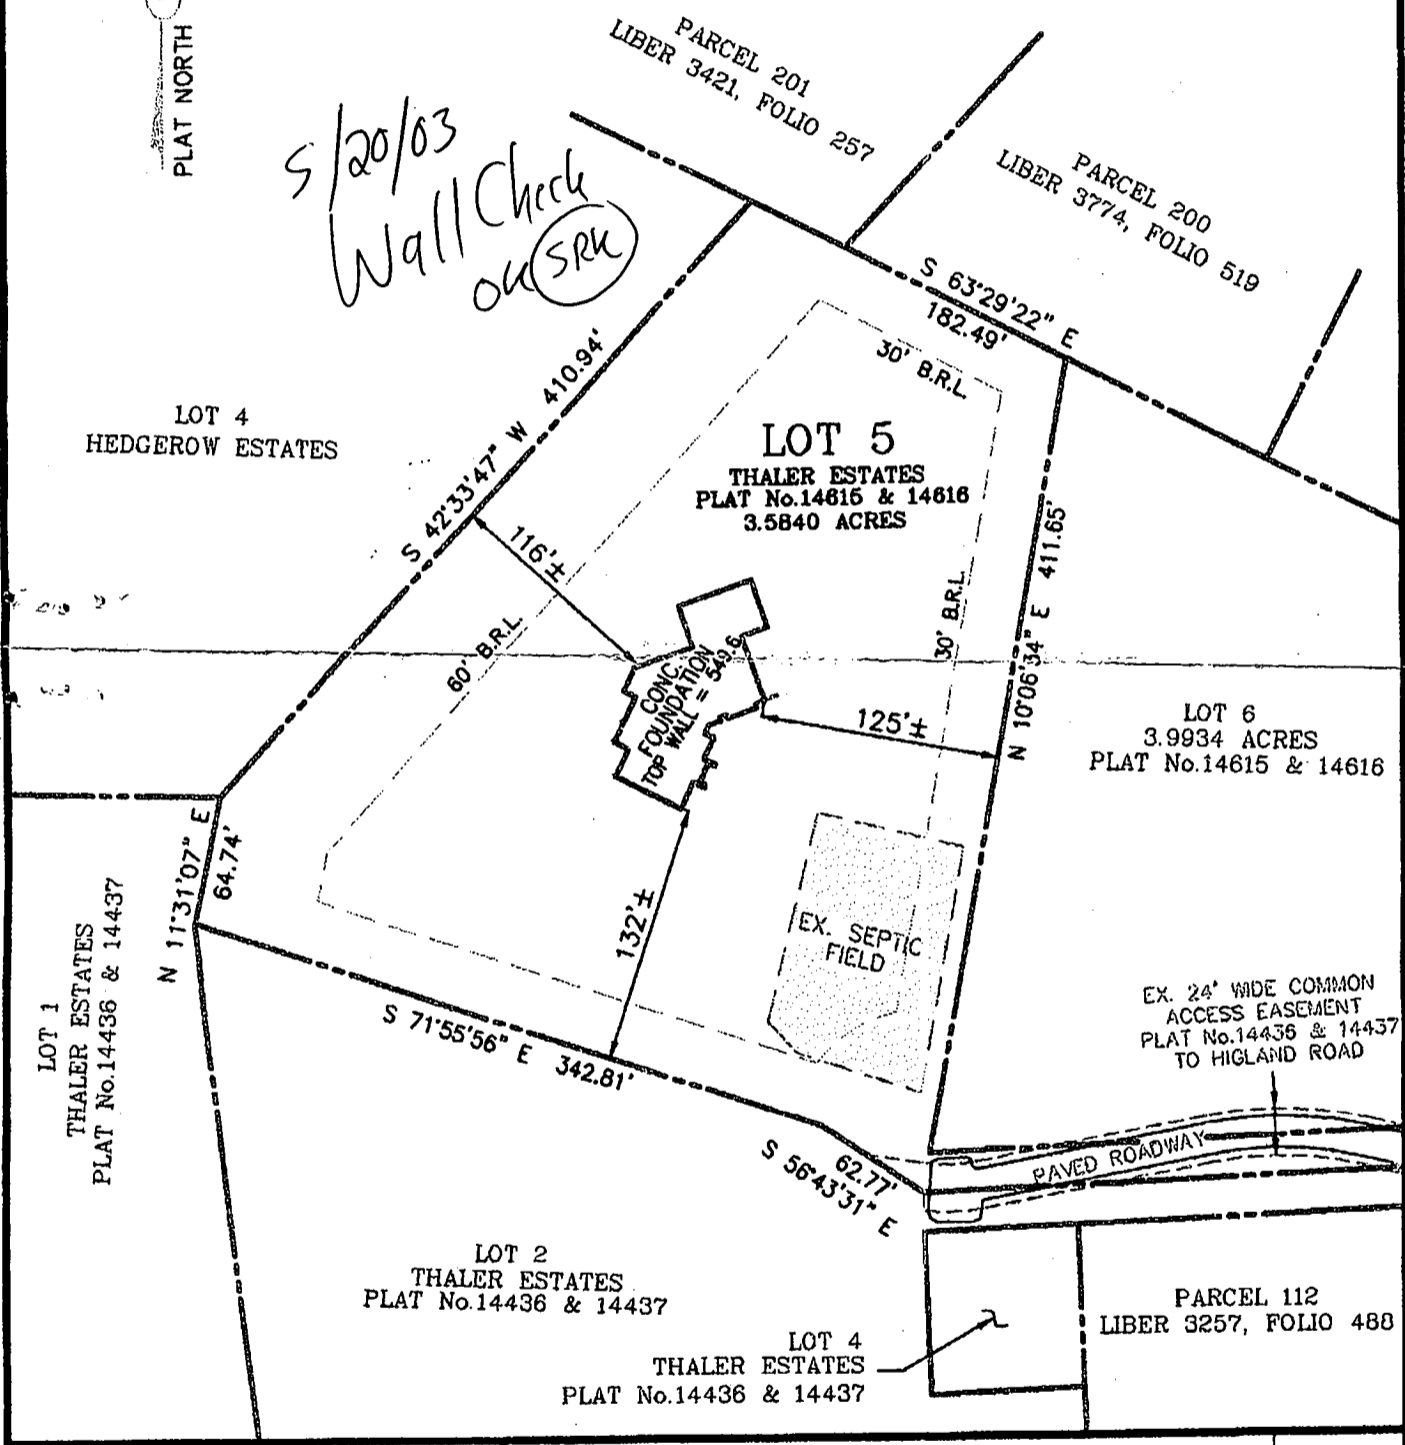 PLAT NORTH
PARCEL 201
LIBER 3421, FOLIO 257
5/20/03
Wall Check
OK SRK
PARCEL 200
LIBER 3774, FOLIO 519
S 63°29'22" E
182.49'
30' B.R.L.
S 42°33'47" W 410.94'
LOT 4
HEDGEROW ESTATES
LOT 5
THALER ESTATES
PLAT No.14615 & 14616
3.5840 ACRES
116'±
60' B.R.L.
30' B.R.L.
N 10°06'34" E 411.65'
CONC.
FOUNDATION
TOP WALL = 549.6
125'±
LOT 6
3.9934 ACRES
PLAT No.14615 & 14616
N 11°31'07" E
64.74'
132'±
EX. SEPTIC
FIELD
LOT 1
THALER ESTATES
PLAT No.14436 & 14437
S 71°55'56" E 342.81'
EX. 24' WIDE COMMON
ACCESS EASEMENT
PLAT No.14436 & 14437
TO HIGLAND ROAD
62.77'
S 56°43'31" E
PAVED ROADWAY
LOT 2
THALER ESTATES
PLAT No.14436 & 14437
LOT 4
THALER ESTATES
PLAT No.14436 & 14437
PARCEL 112
LIBER 3257, FOLIO 488